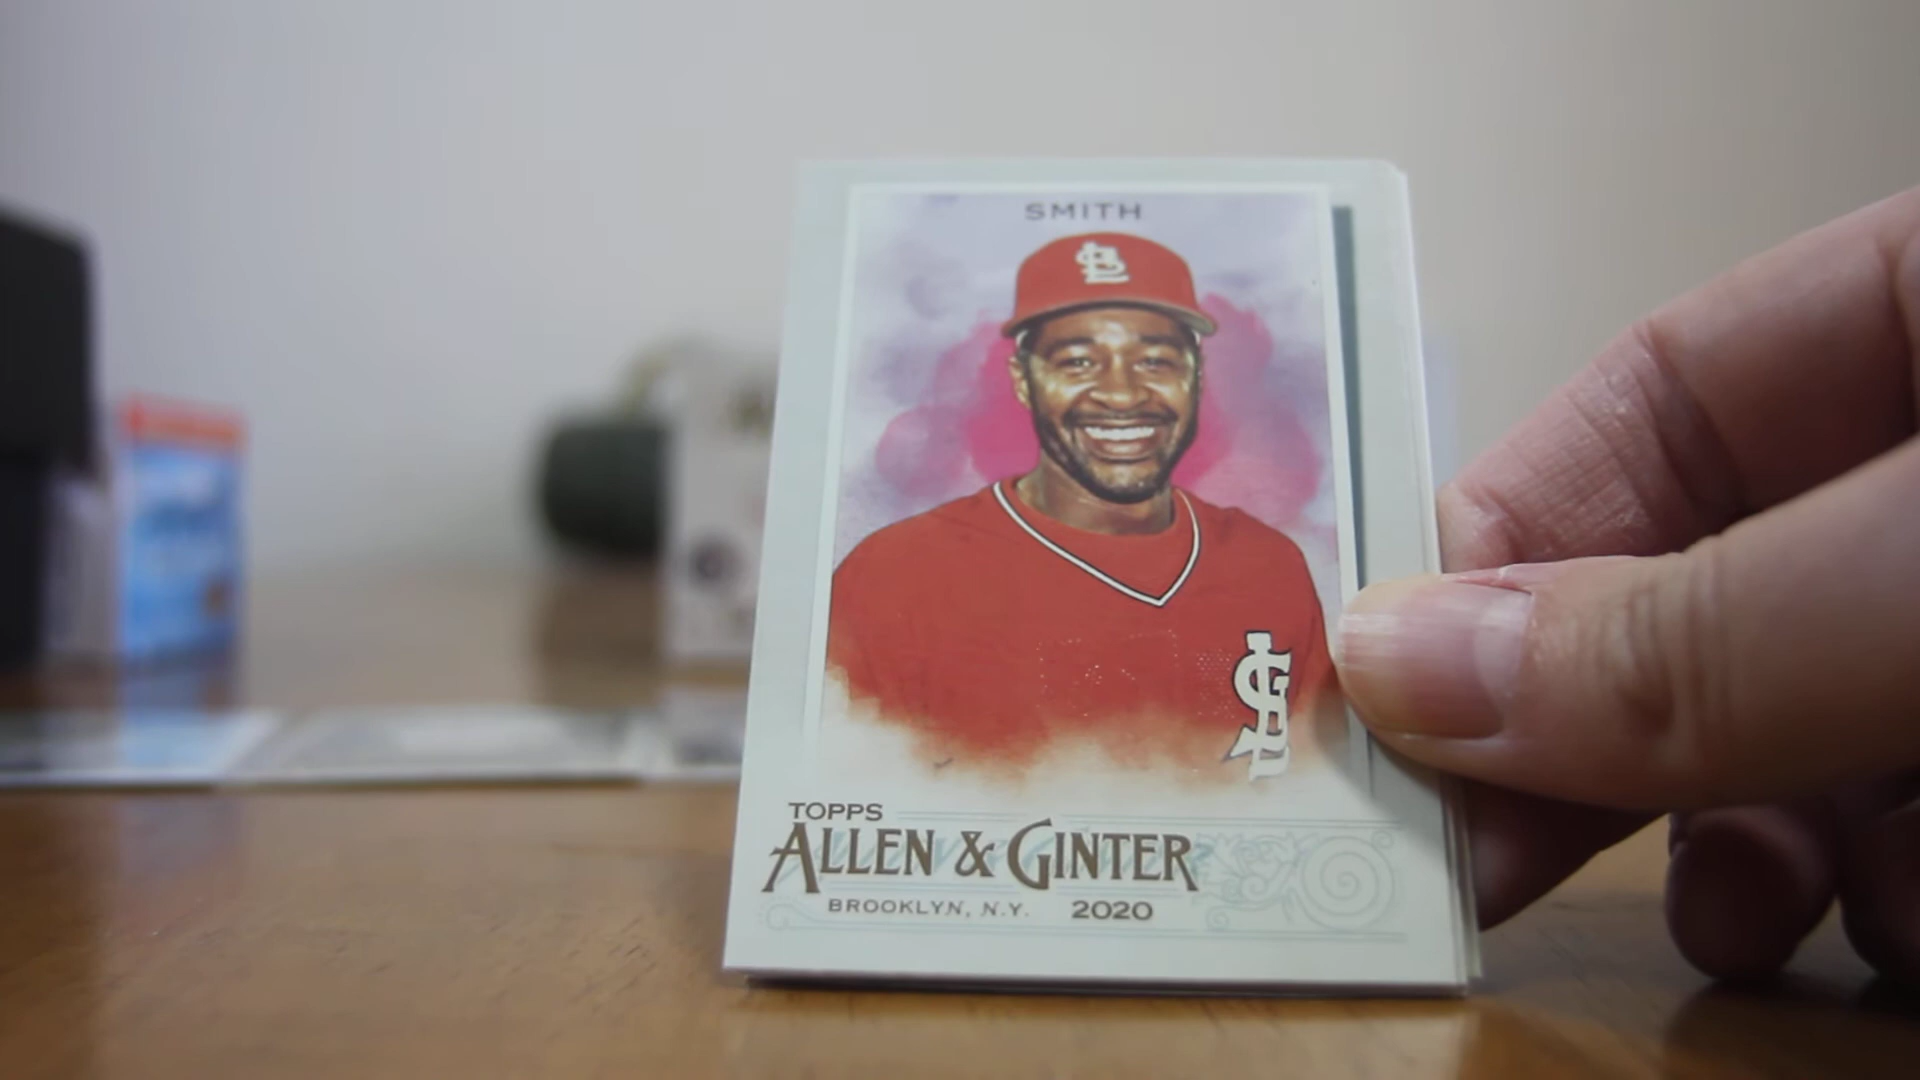 SMITH
TOPPS
ALLEN & GINTER
BROOKLYN, N.Y. 2020